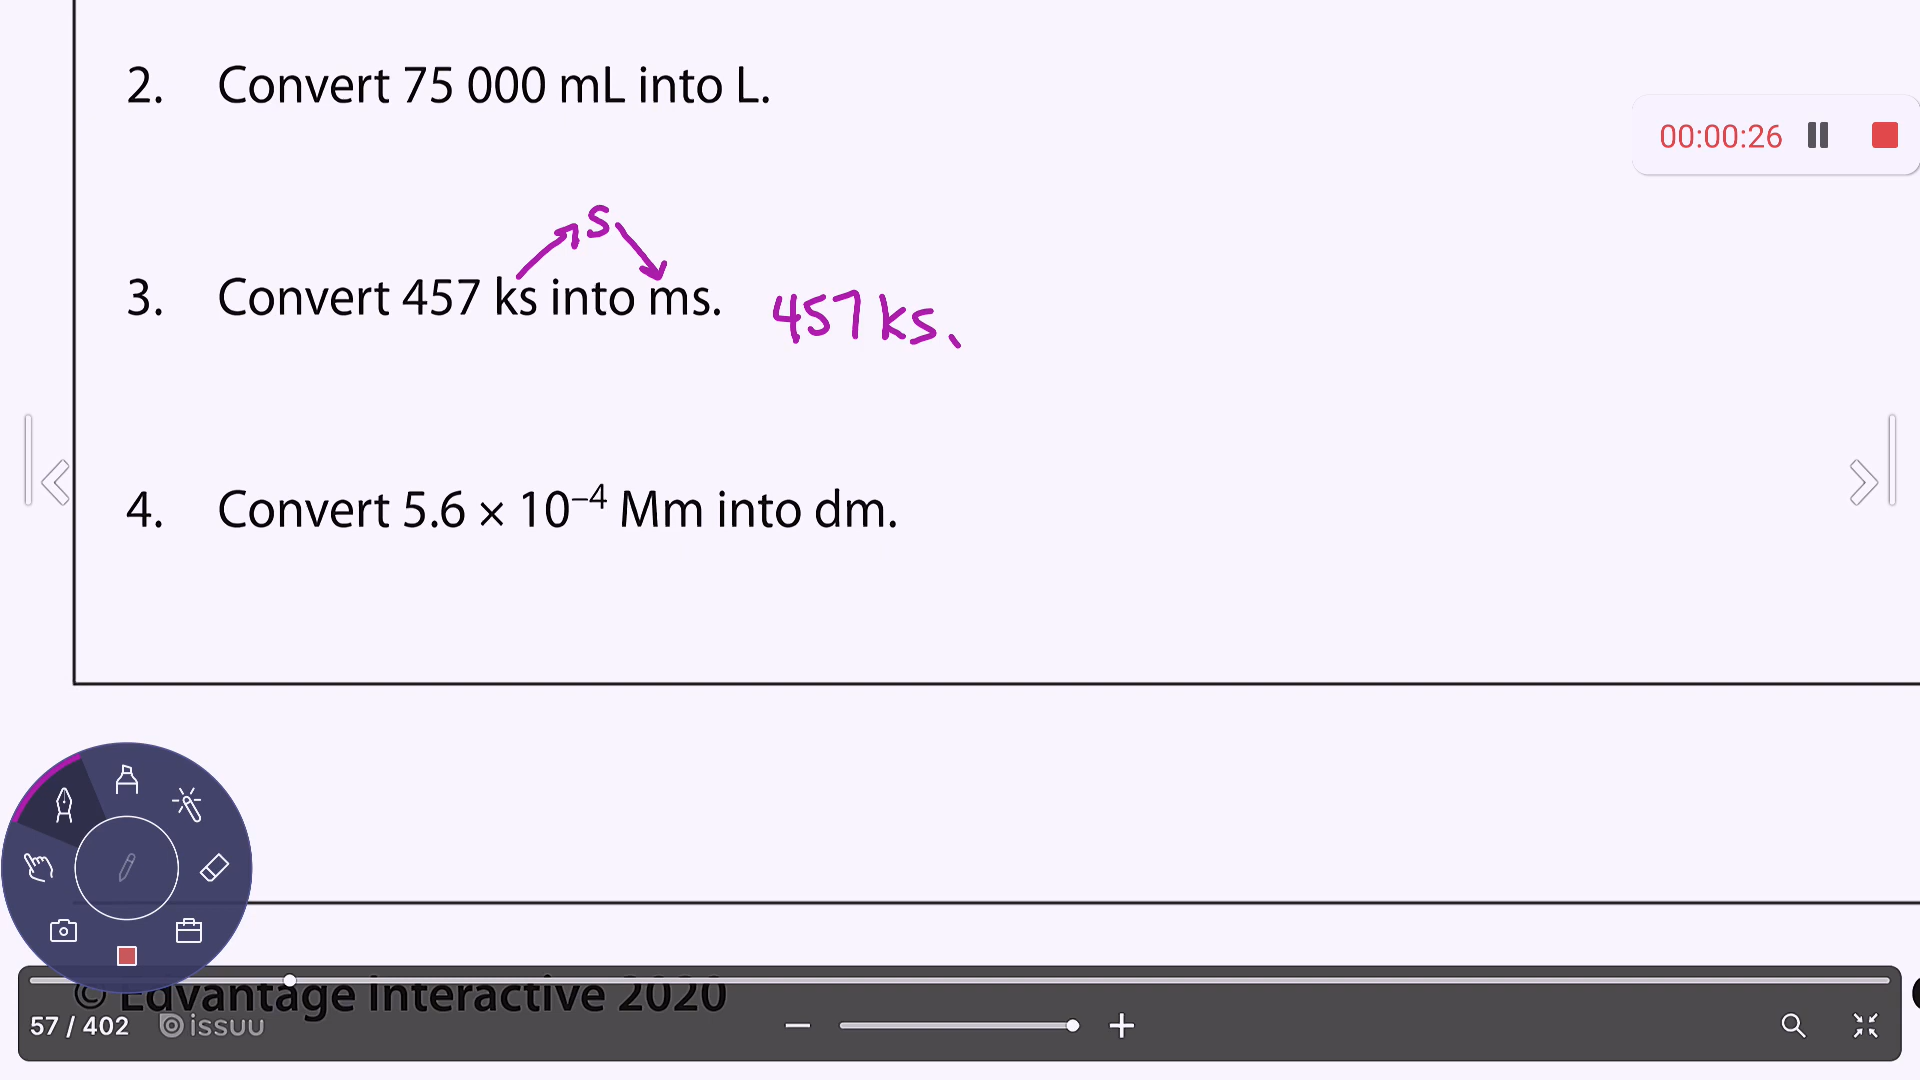 2. Convert 75 000 mL into L.
00:00:26
s
3. Convert 457 ks into ms.
457 ks
4. Convert 5.6 × 10⁻⁴ Mm into dm.
© Edvantage Interactive 2020
57 / 402
issuu